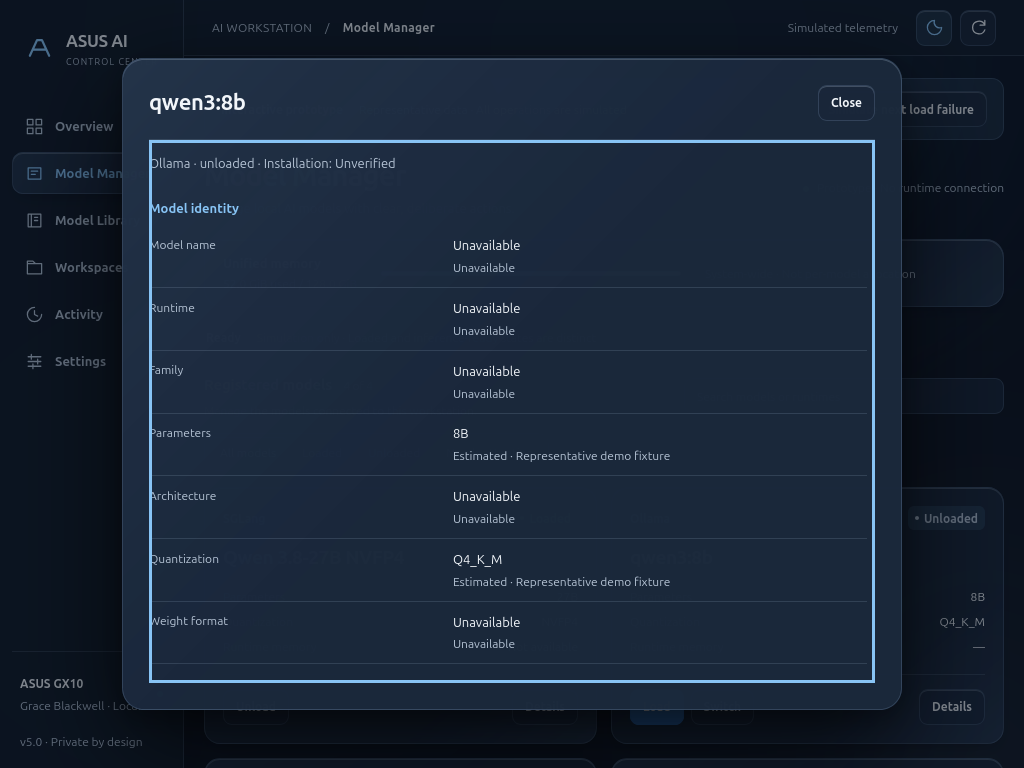 ASUS AI
CONTROL CEN
AI WORKSTATION / Model Manager
Simulated telemetry
Overview
Model Man
Model Libra
Workspace
Activity
Settings
ASUS GX10
Grace Blackwell · Loc
v5.0 · Private by design
qwen3:8b
Close
Ollama · unloaded · Installation: Unverified
Model identity
Model name
Unavailable
Unavailable
Runtime
Unavailable
Unavailable
Family
Unavailable
Unavailable
Parameters
8B
Estimated · Representative demo fixture
Architecture
Unavailable
Unavailable
Quantization
Q4_K_M
Estimated · Representative demo fixture
Weight format
Unavailable
Unavailable
t load failure
untime connection
on
• Unloaded
8B
Q4_K_M
—
Details